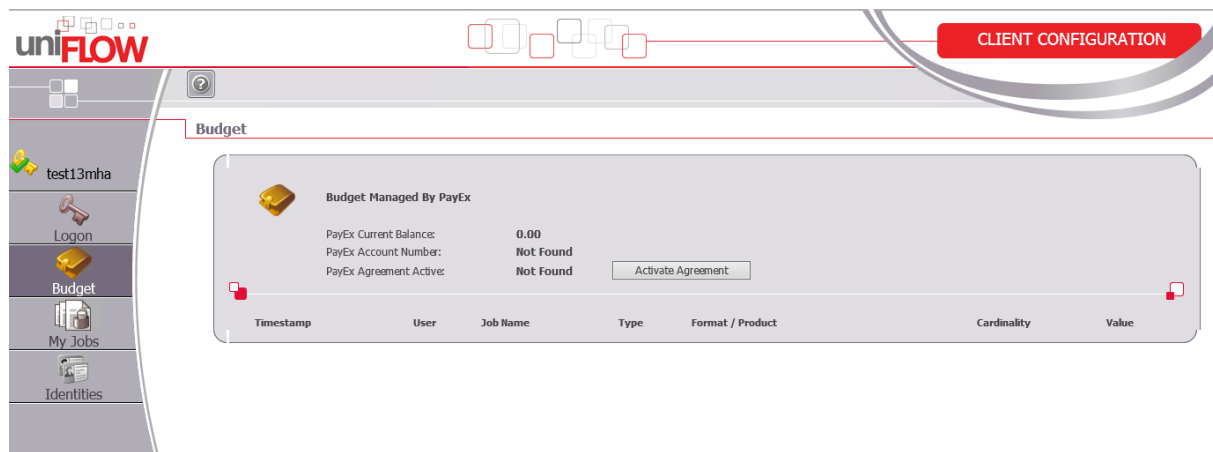 uniFLOW
CLIENT CONFIGURATION
?
Budget
test13mha
Logon
Budget
My Jobs
Identities
Budget Managed By PayEx
PayEx Current Balance: 0.00
PayEx Account Number: Not Found
PayEx Agreement Active: Not Found Activate Agreement
Timestamp User Job Name Type Format / Product Cardinality Value